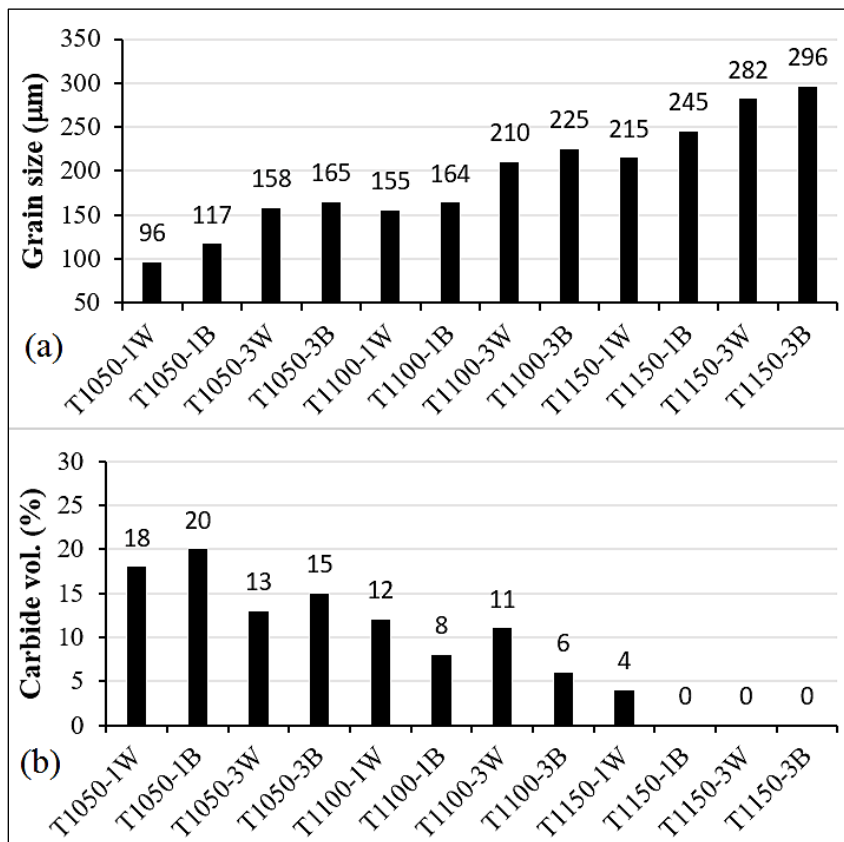 350
300
250
200
150
100
50
Grain size (µm)
96
117
158
165
155
164
210
225
215
245
282
296
T1050-1W
T1050-1B
T1050-3W
T1050-3B
T1100-1W
T1100-1B
T1100-3W
T1100-3B
T1150-1W
T1150-1B
T1150-3W
T1150-3B
(a)
30
25
20
15
10
5
0
Carbide vol. (%)
18
20
13
15
12
8
11
6
4
0
0
0
T1050-1W
T1050-1B
T1050-3W
T1050-3B
T1100-1W
T1100-1B
T1100-3W
T1100-3B
T1150-1W
T1150-1B
T1150-3W
T1150-3B
(b)